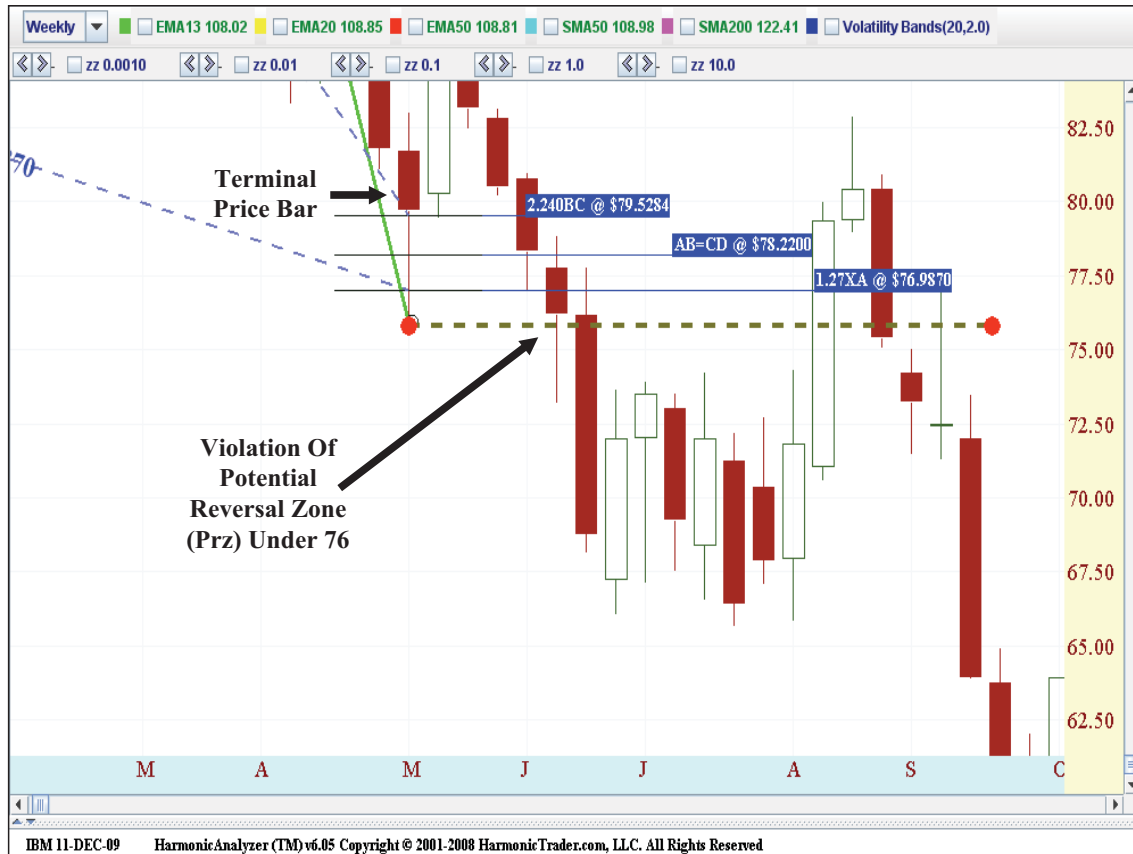 Weekly EMA13 108.02 EMA20 108.85 EMA50 108.81 SMA50 108.98 SMA200 122.41 Volatility Bands(20,2.0)
zz 0.0010 zz 0.01 zz 0.1 zz 1.0 zz 10.0
82.50
70
Terminal
Price Bar
80.00
2.240BC @ $79.5284
AB=CD @ $78.2200
77.50
1.27XA @ $76.9870
75.00
72.50
Violation Of
Potential
Reversal Zone
(Prz) Under 76
70.00
67.50
65.00
62.50
M A M J J A S O
IBM 11-DEC-09 HarmonicAnalyzer (TM) v6.05 Copyright © 2001-2008 HarmonicTrader.com, LLC. All Rights Reserved